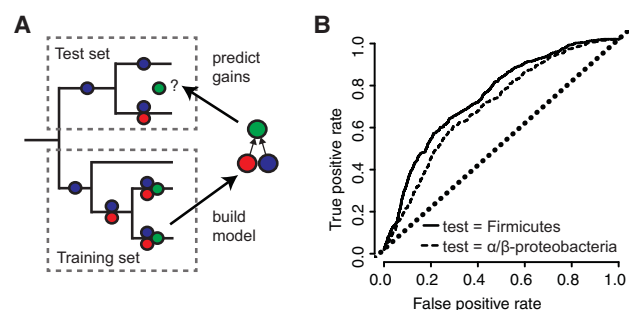 A
Test set
?
predict
gains
build
model
Training set
B
True positive rate
1.0
0.8
0.6
0.4
0.2
0.0
test = Firmicutes
test = α/β-proteobacteria
0.0 0.2 0.4 0.6 0.8 1.0
False positive rate